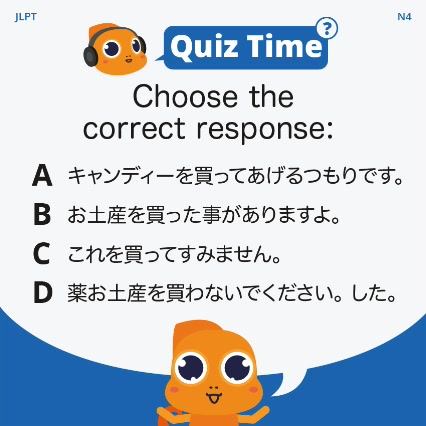 JLPT
N4
Quiz Time
?
Choose the
correct response:
A キャンディーを買ってあげるつもりです。
B お土産を買った事がありますよ。
C これを買ってすみません。
D 薬お土産を買わないでください。した。